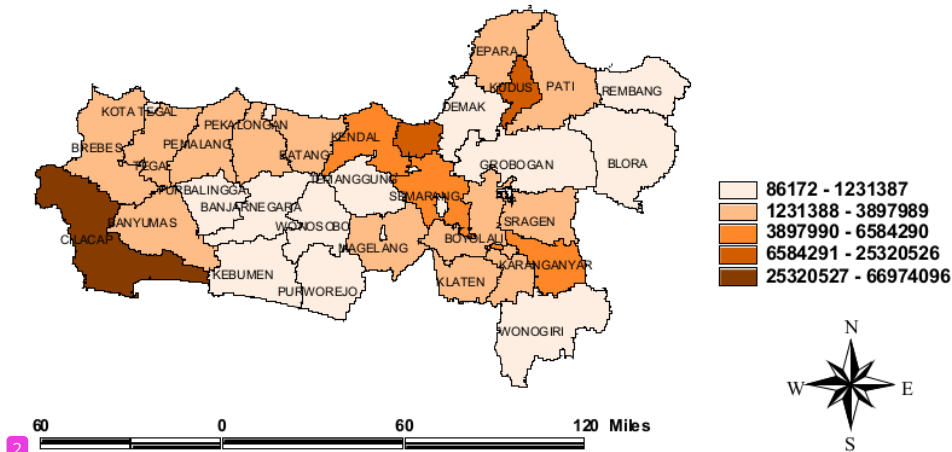 EPARA
KUDUS
PATI
REMBANG
DEMAK
KOTA TEGAL
PEKALONGAN
KENDAL
BREBES
PEMALANG
BATANG
GROBOGAN
BLORA
TEGAL
TEMANGGUNG
PURBALINGGA
SEMARANG
BANJARNEGARA
BANYUMAS
WONOSOBO
SRAGEN
CILACAP
MAGELANG
BOYOLALI
KEBUMEN
KARANGANYAR
KLATEN
PURWOREJO
WONOGIRI
86172 - 1231387
1231388 - 3897989
3897990 - 6584290
6584291 - 25320526
25320527 - 66974096
N
W
E
S
60 0 60 120 Miles
2